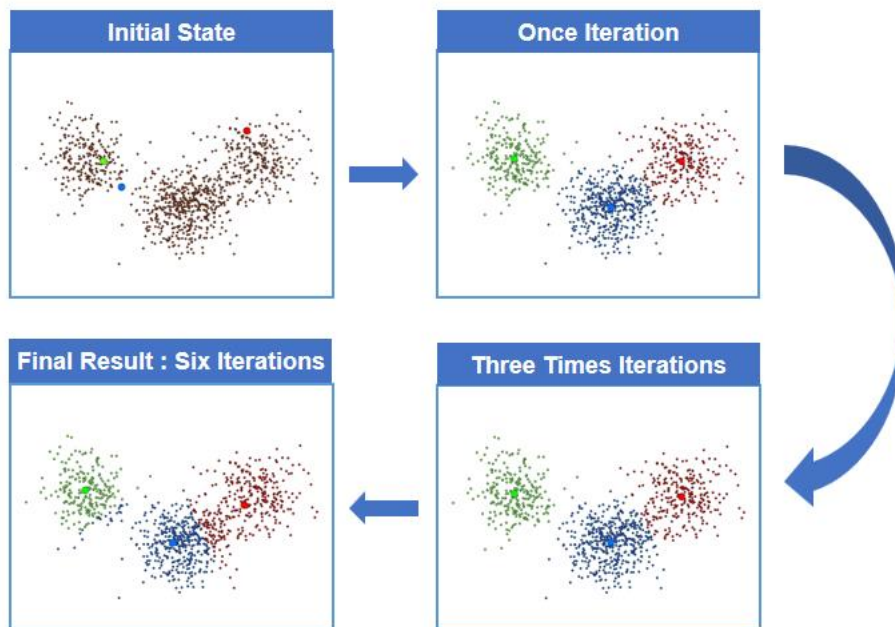 Initial State
Once Iteration
Final Result : Six Iterations
Three Times Iterations